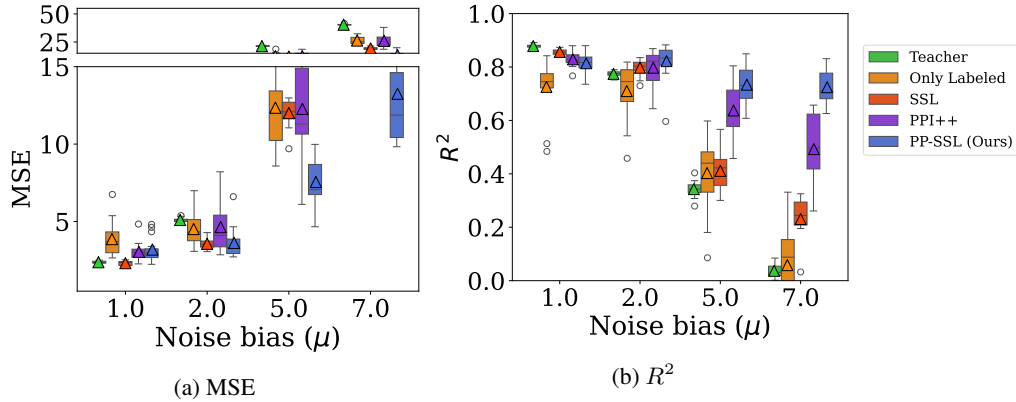 50
25
15
10
5
MSE
1.0
2.0
5.0
7.0
Noise bias (μ)
(a) MSE
1.0
0.8
0.6
0.4
0.2
0.0
R²
1.0
2.0
5.0
7.0
Noise bias (μ)
(b) R²
Teacher
Only Labeled
SSL
PPI++
PP-SSL (Ours)